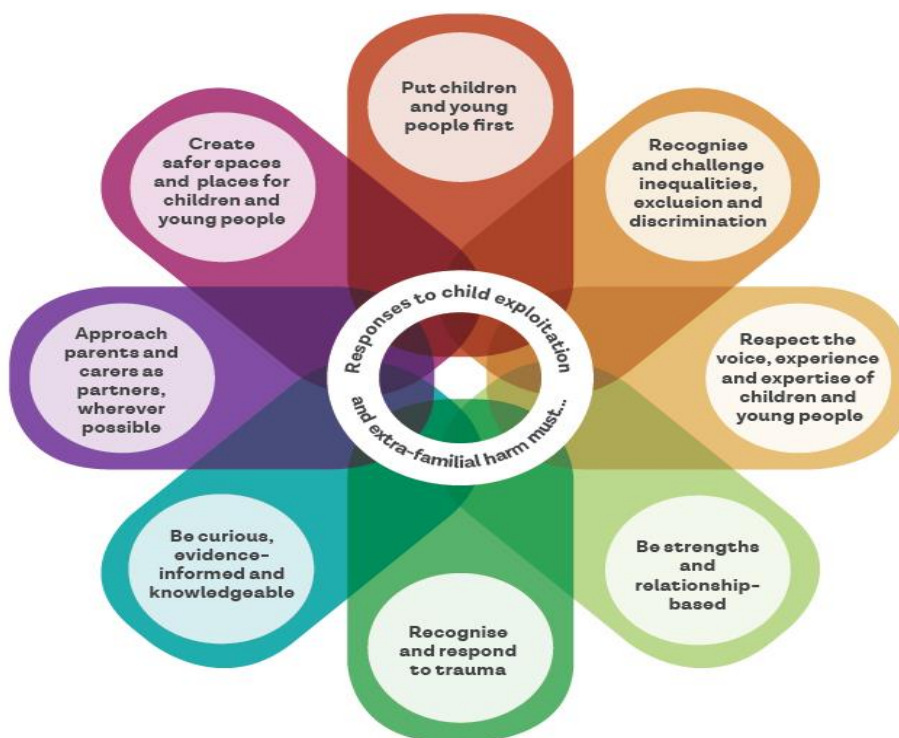 Put children
and young
people first
Recognise
and challenge
inequalities,
exclusion and
discrimination
Respect the
voice, experience
and expertise of
children and
young people
Be strengths
and
relationship-
based
Recognise
and respond
to trauma
Be curious,
evidence-
informed and
knowledgeable
Approach
parents and
carers as
partners,
wherever
possible
Create
safer spaces
and places for
children and
young people
Responses to child exploitation
and extra-familial harm must...